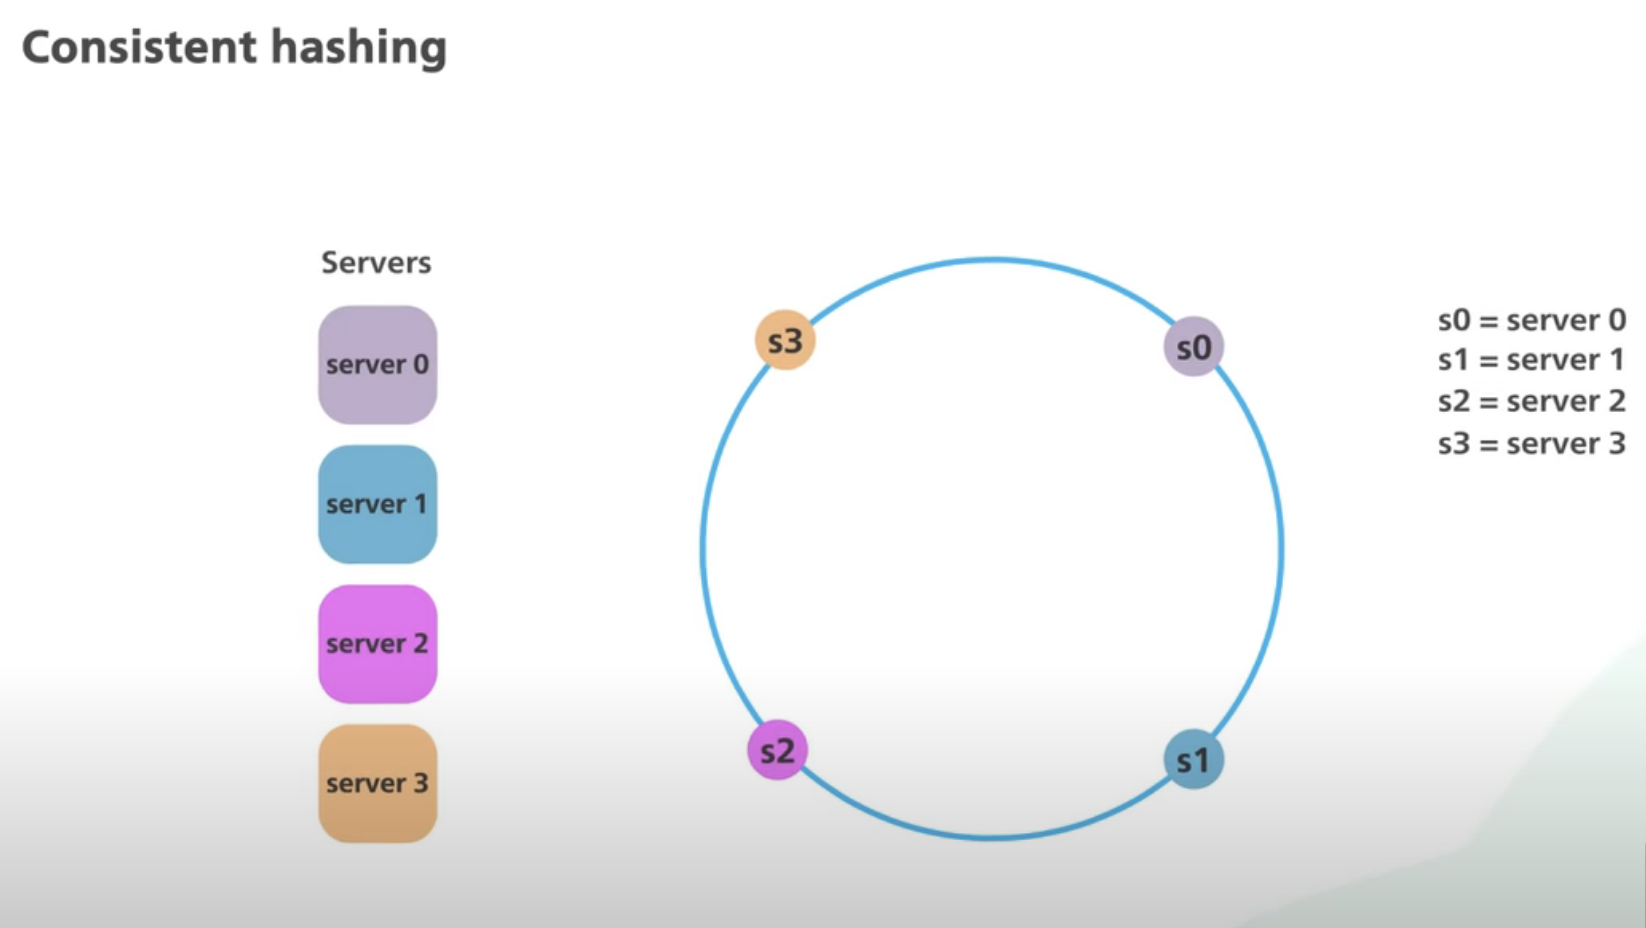 Consistent hashing
Servers
server 0
server 1
server 2
server 3
s3
s0
s2
s1
s0 = server 0
s1 = server 1
s2 = server 2
s3 = server 3